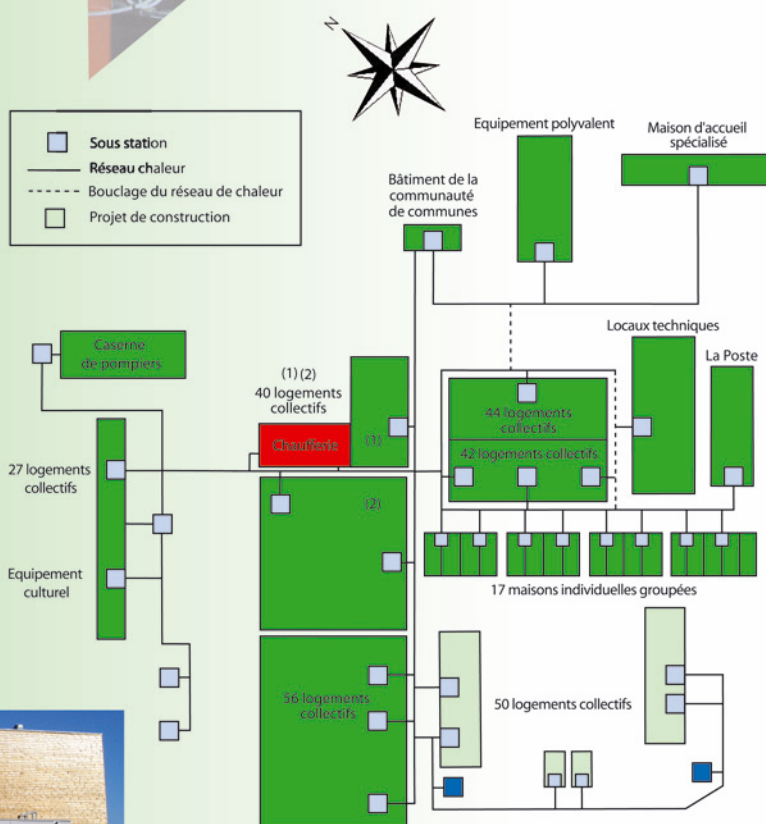 N
Sous station
Réseau chaleur
Bouclage du réseau de chaleur
Projet de construction
Equipement polyvalent
Maison d'accueil
spécialisé
Bâtiment de la
communauté
de communes
Locaux techniques
La Poste
Caserne
de pompiers
(1) (2)
40 logements
collectifs
Chaufferie
(1)
44 logements
collectifs
42 logements collectifs
27 logements
collectifs
(2)
Equipement
culturel
17 maisons individuelles groupées
56 logements
collectifs
50 logements collectifs